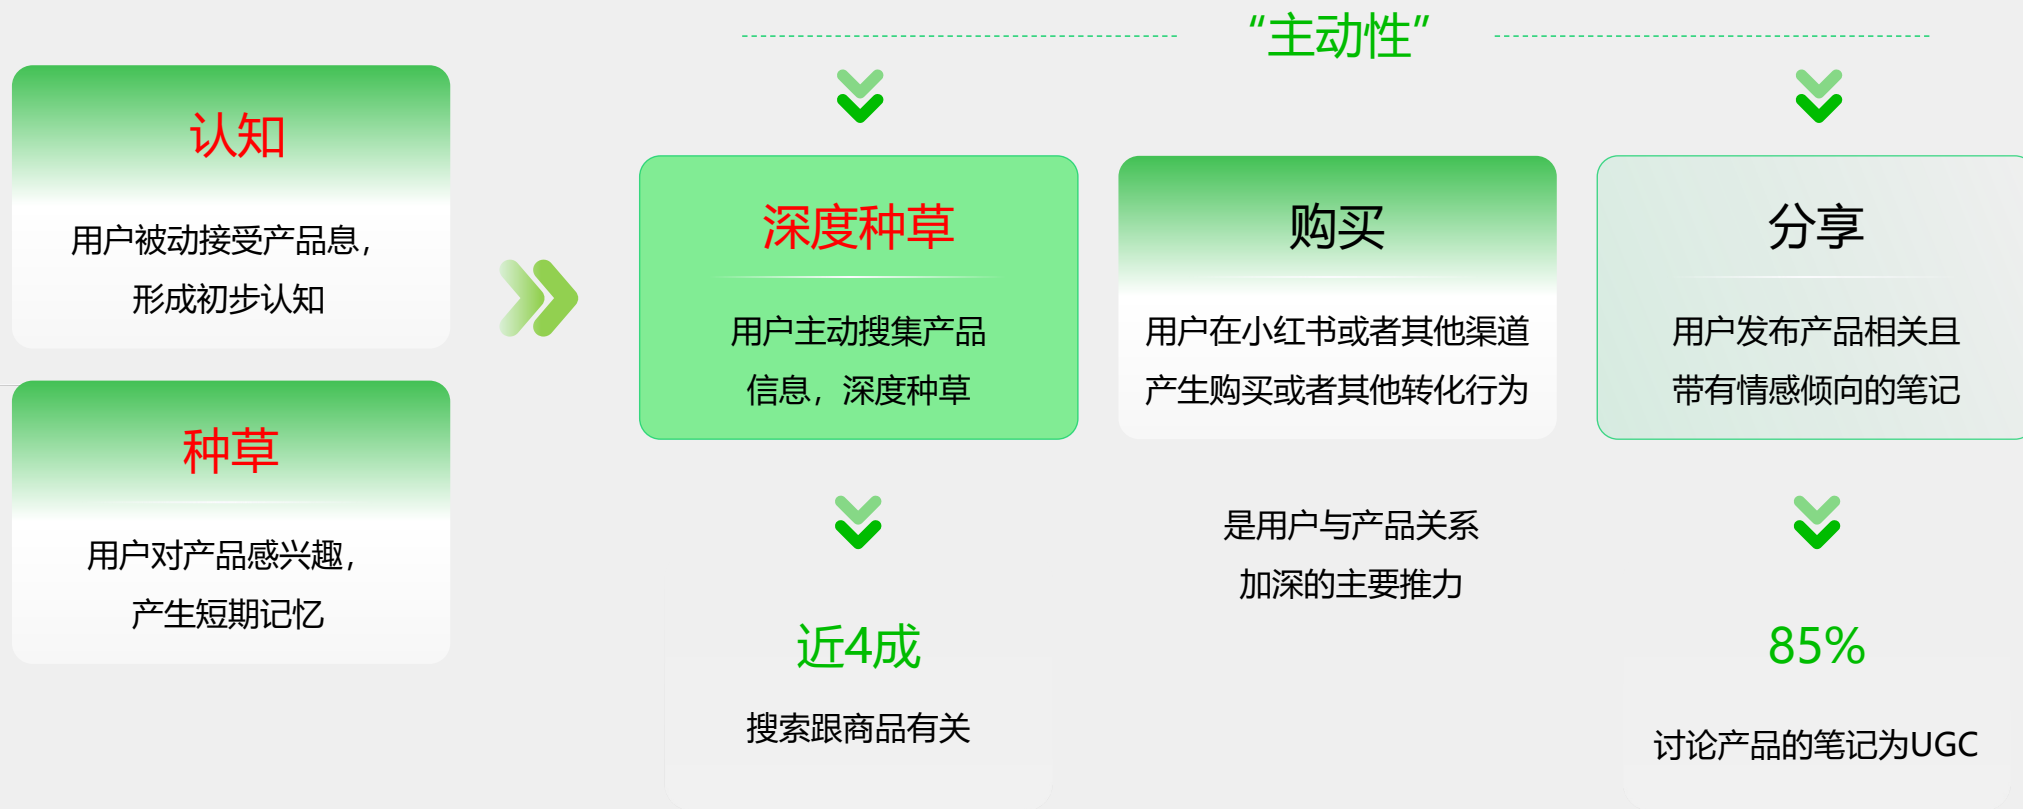 “主动性”
认知
用户被动接受产品息，
形成初步认知
种草
用户对产品感兴趣，
产生短期记忆
深度种草
用户主动搜集产品
信息，深度种草
购买
用户在小红书或者其他渠道
产生购买或者其他转化行为
分享
用户发布产品相关且
带有情感倾向的笔记
近4成
搜索跟商品有关
是用户与产品关系
加深的主要推力
85%
讨论产品的笔记为UGC